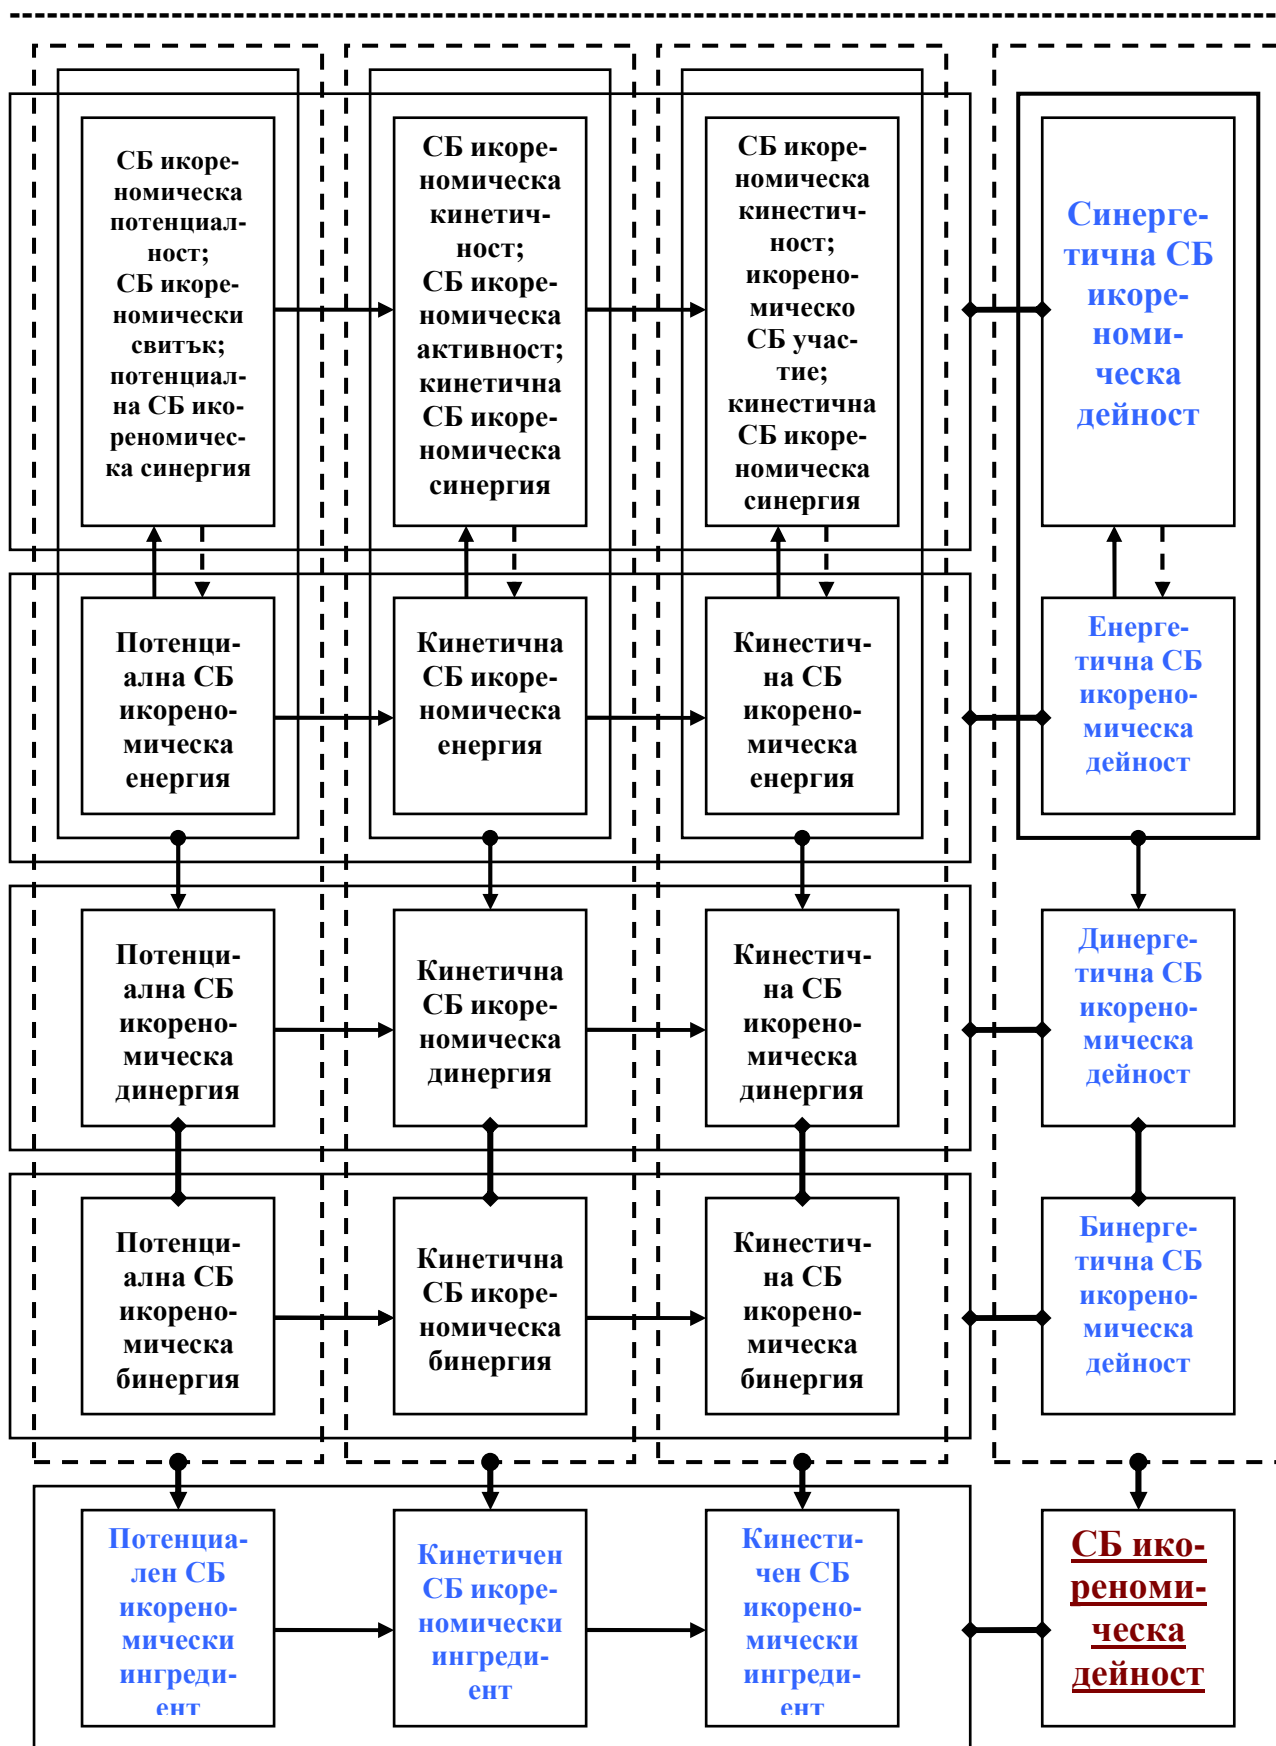 СБ икоре-
номическа
потенциал-
ност;
СБ икоре-
номически
свитък;
потенциал-
на СБ ико-
реномичес-
ка синергия
СБ икоре-
номическа
кинетич-
ност;
СБ икоре-
номическа
активност;
кинетична
СБ икоре-
номическа
синергия
СБ икоре-
номическа
кинестич-
ност;
икорено-
мическо
СБ учас-
тие;
кинестична
СБ икоре-
номическа
синергия
Синерге-
тична СБ
икоре-
номи-
ческа
дейност
Потенци-
ална СБ
икорено-
мическа
енергия
Кинетична
СБ икоре-
номическа
енергия
Кинестич-
на СБ
икорено-
мическа
енергия
Енерге-
тична СБ
икорено-
мическа
дейност
Потенци-
ална СБ
икорено-
мическа
динергия
Кинетична
СБ икоре-
номическа
динергия
Кинестич-
на СБ
икорено-
мическа
динергия
Динерге-
тична СБ
икорено-
мическа
дейност
Потенци-
ална СБ
икорено-
мическа
бинергия
Кинетична
СБ икоре-
номическа
бинергия
Кинестич-
на СБ
икорено-
мическа
бинергия
Бинерге-
тична СБ
икорено-
мическа
дейност
Потенциа-
лен СБ
икорено-
мически
ингреди-
ент
Кинетичен
СБ икоре-
номически
ингреди-
ент
Кинести-
чен СБ
икорено-
мически
ингреди-
ент
СБ ико-
реноми-
ческа
дейност